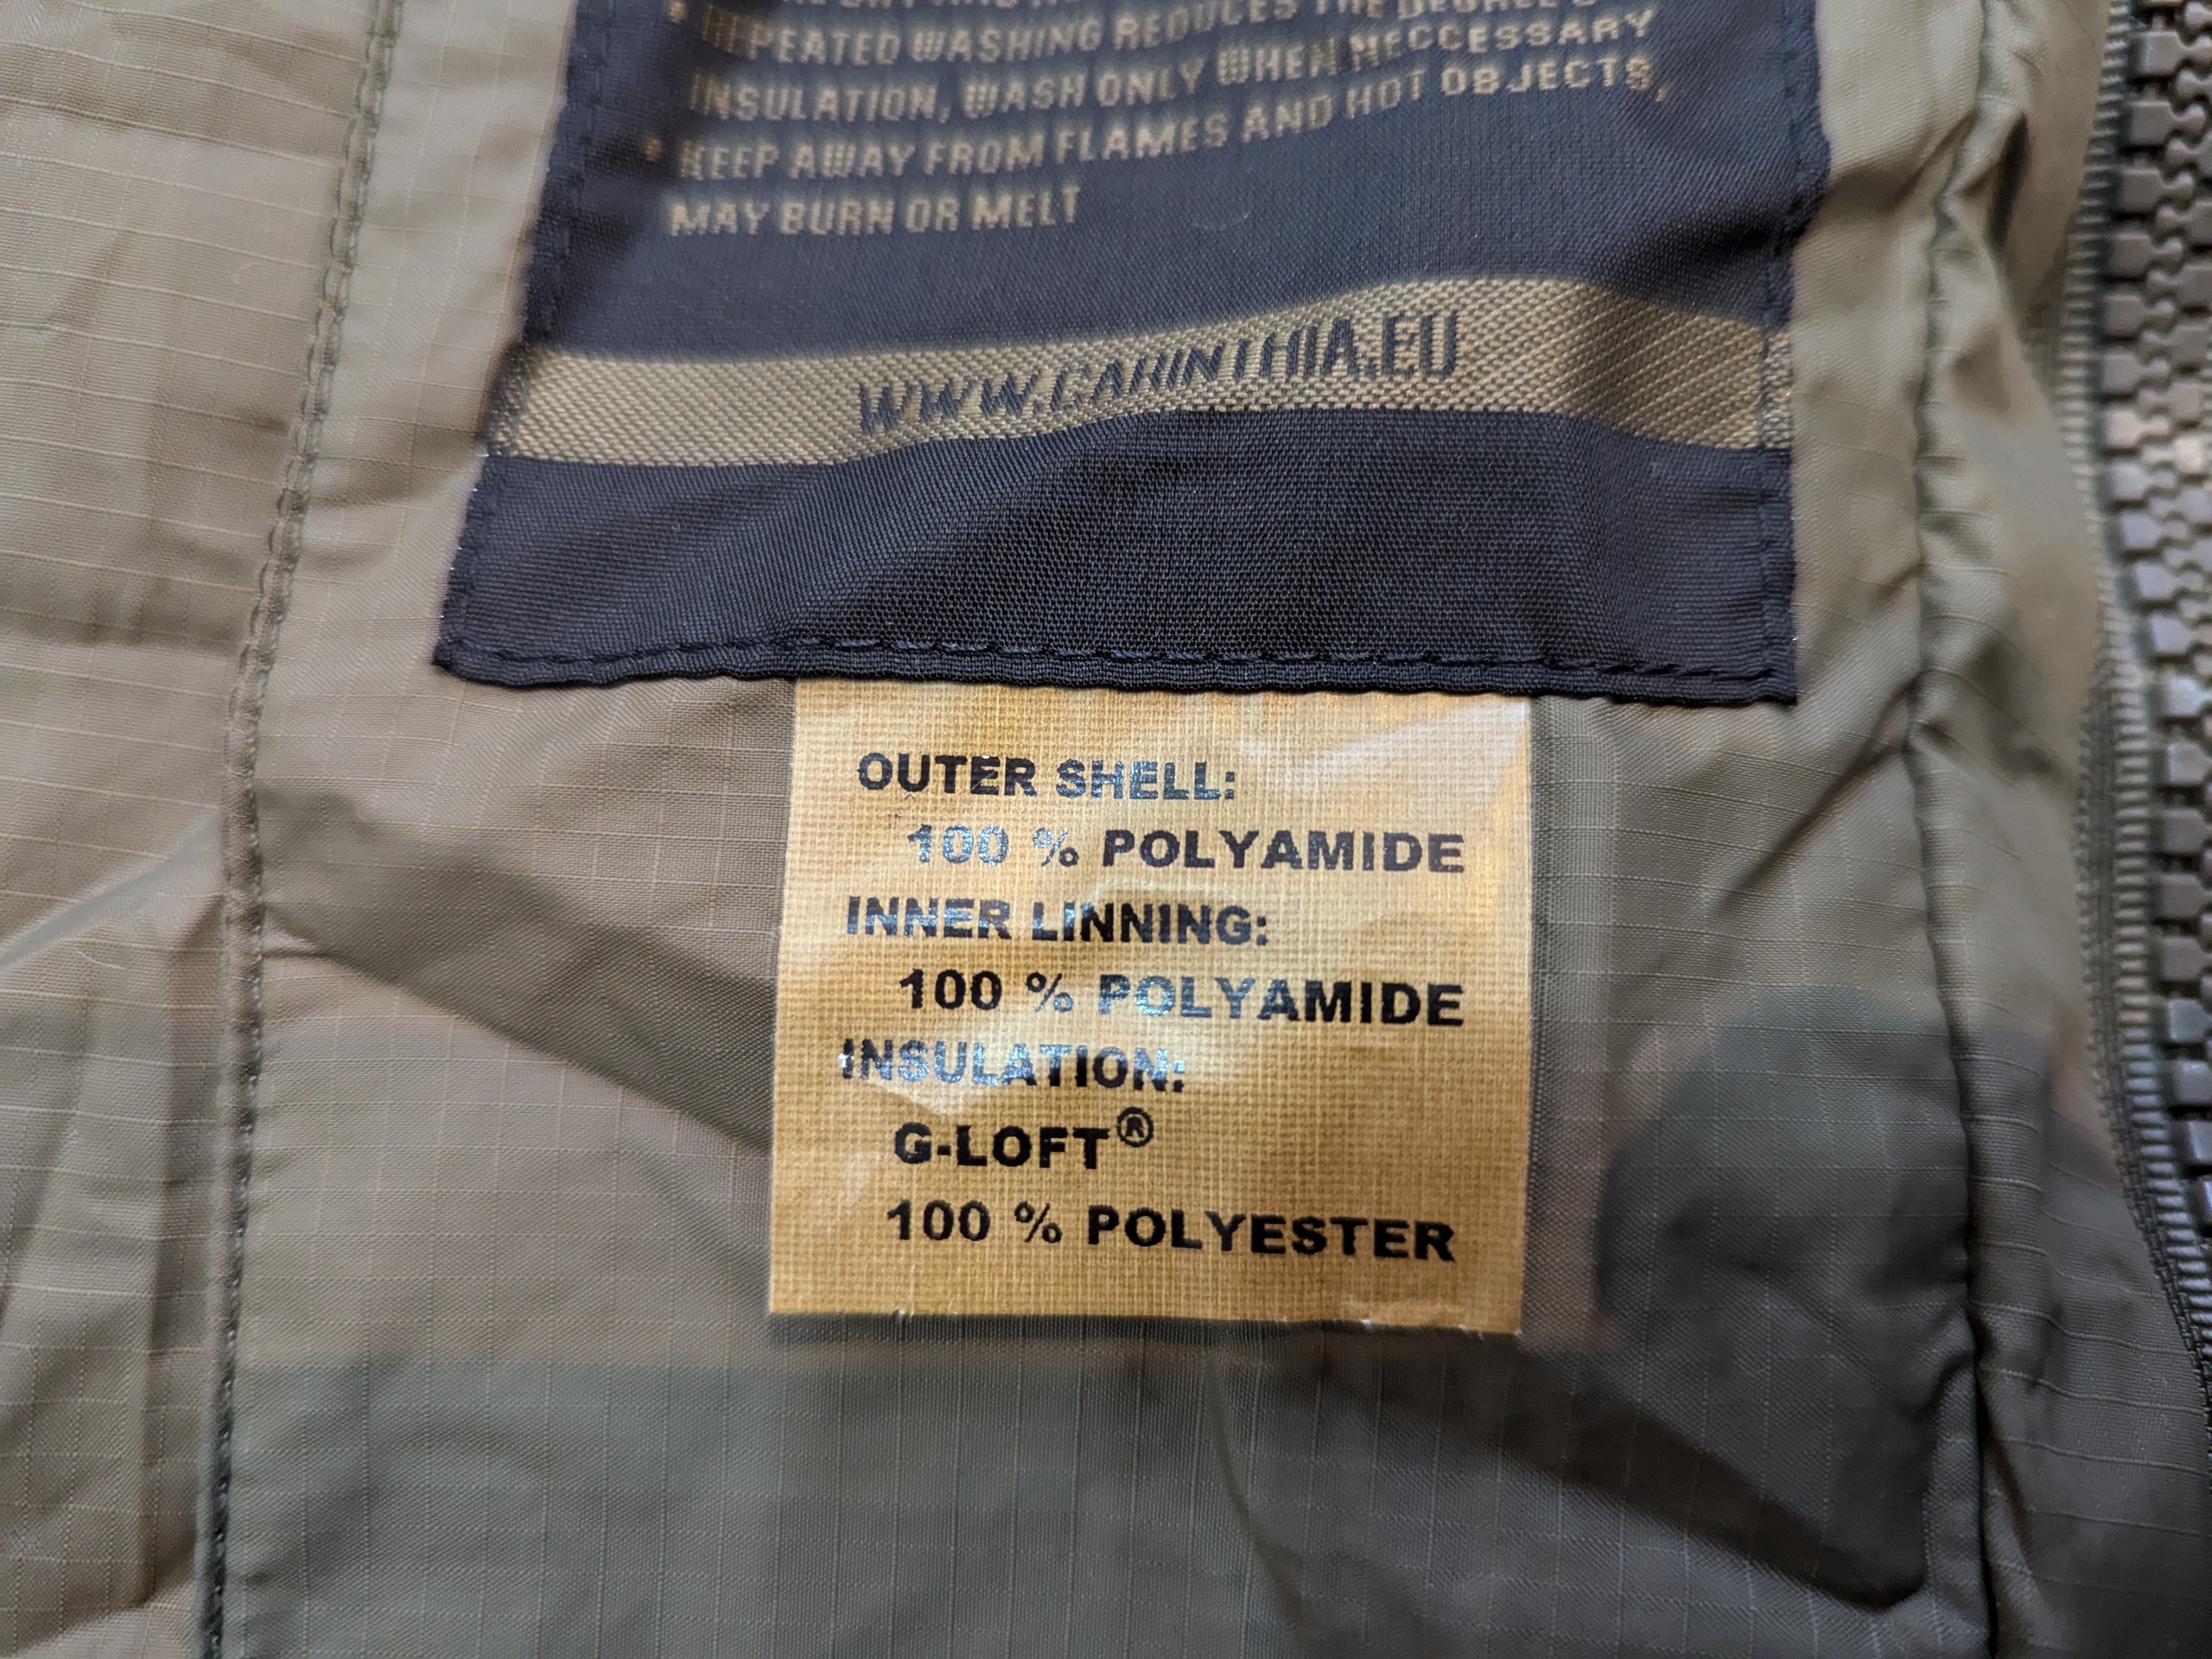 REPEATED WASHING REDUCES THE DEGREE
INSULATION, WASH ONLY WHEN NECCESSARY
* KEEP AWAY FROM FLAMES AND HOT OBJECTS,
MAY BURN OR MELT
WWW.CARINTHIA.EU
OUTER SHELL:
100 % POLYAMIDE
INNER LINNING:
100 % POLYAMIDE
INSULATION:
G-LOFT®
100 % POLYESTER